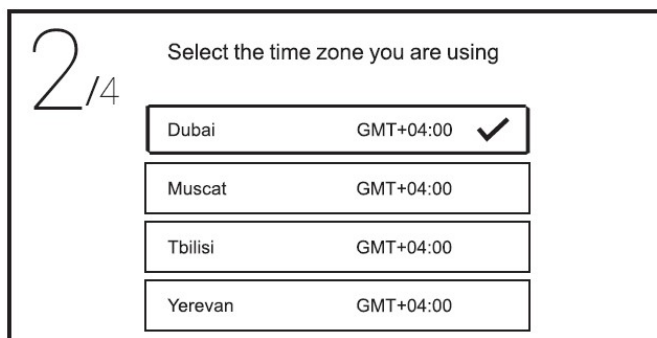 2/4
Select the time zone you are using
Dubai GMT+04:00
Muscat GMT+04:00
Tbilisi GMT+04:00
Yerevan GMT+04:00